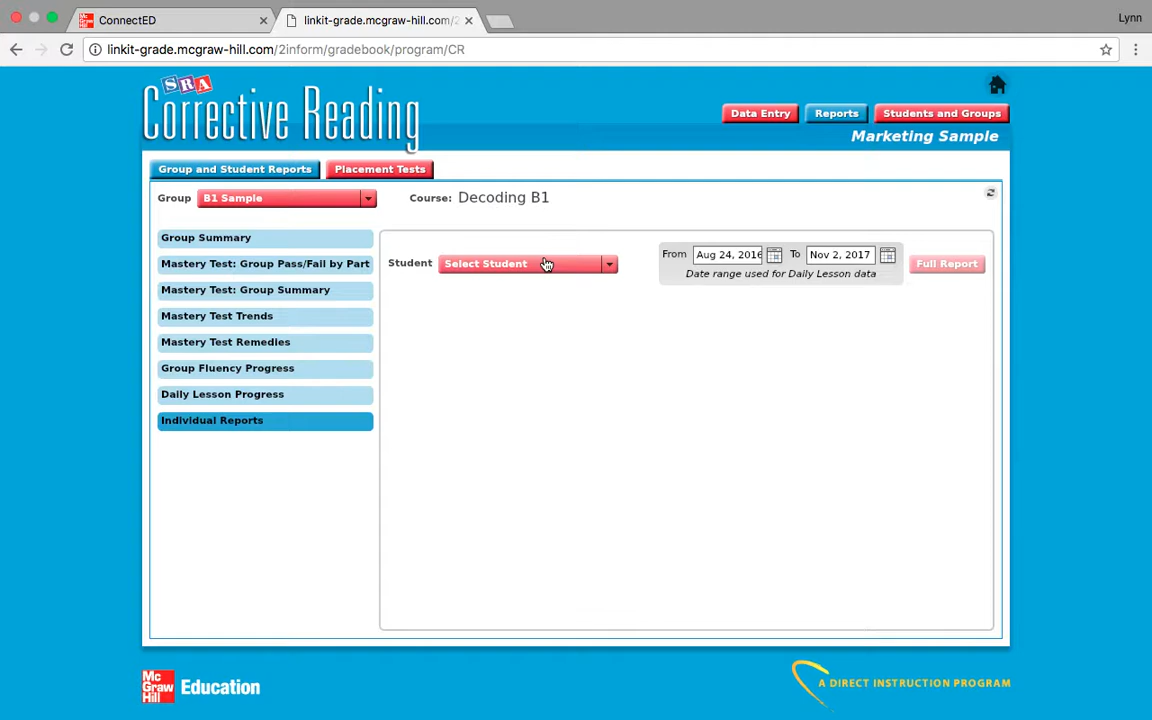 ConnectED
linkit-grade.mcgraw-hill.com/2
Lynn
linkit-grade.mcgraw-hill.com/2inform/gradebook/program/CR
SRA
Corrective Reading
Data Entry
Reports
Students and Groups
Marketing Sample
Group and Student Reports
Placement Tests
Group B1 Sample
Course: Decoding B1
Group Summary
Mastery Test: Group Pass/Fail by Part
Mastery Test: Group Summary
Mastery Test Trends
Mastery Test Remedies
Group Fluency Progress
Daily Lesson Progress
Individual Reports
Student Select Student
From Aug 24, 2016 To Nov 2, 2017
Date range used for Daily Lesson data
Full Report
Mc
Graw
Hill
Education
A DIRECT INSTRUCTION PROGRAM